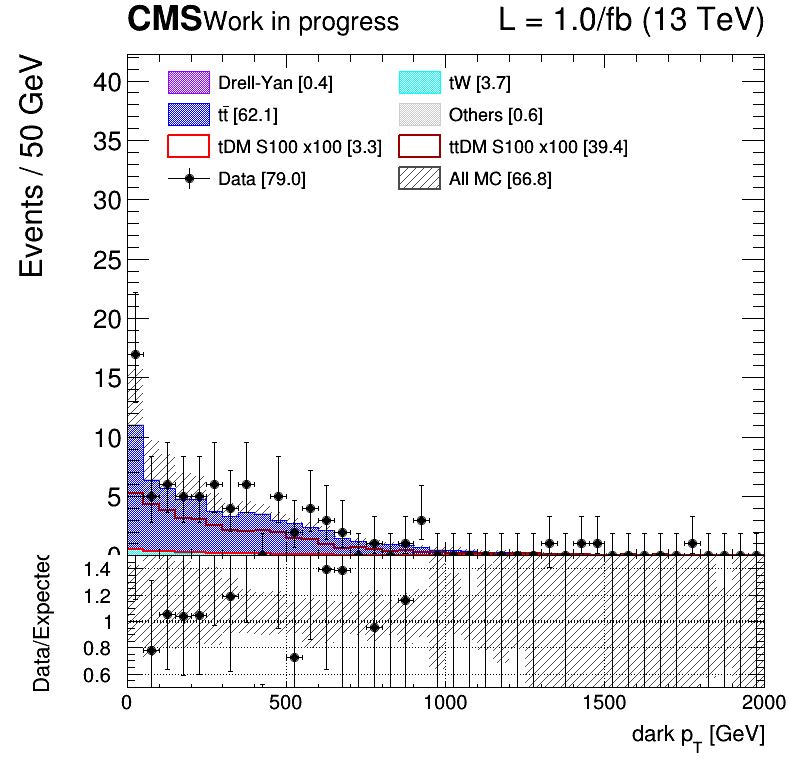 CMS Work in progress L = 1.0/fb (13 TeV)
Events / 50 GeV
40
35
30
25
20
15
10
5
0
Drell-Yan [0.4]
tW [3.7]
tt̄ [62.1]
Others [0.6]
tDM S100 x100 [3.3]
ttDM S100 x100 [39.4]
Data [79.0]
All MC [66.8]
Data/Expected
1.4
1.2
1
0.8
0.6
0 500 1000 1500 2000
dark p_T [GeV]